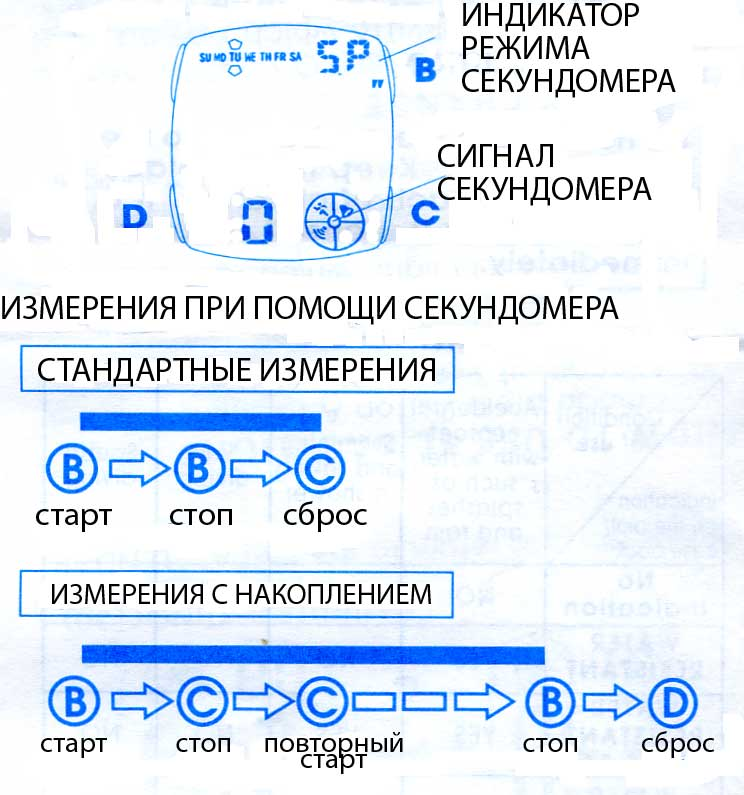 ИНДИКАТОР
РЕЖИМА
СЕКУНДОМЕРА
SU MO TU WE TH FR SA
SP
"
B
СИГНАЛ
СЕКУНДОМЕРА
D
0
C
ИЗМЕРЕНИЯ ПРИ ПОМОЩИ СЕКУНДОМЕРА
СТАНДАРТНЫЕ ИЗМЕРЕНИЯ
B B C
старт стоп сброс
ИЗМЕРЕНИЯ С НАКОПЛЕНИЕМ
B C C B D
старт стоп повторный старт стоп сброс